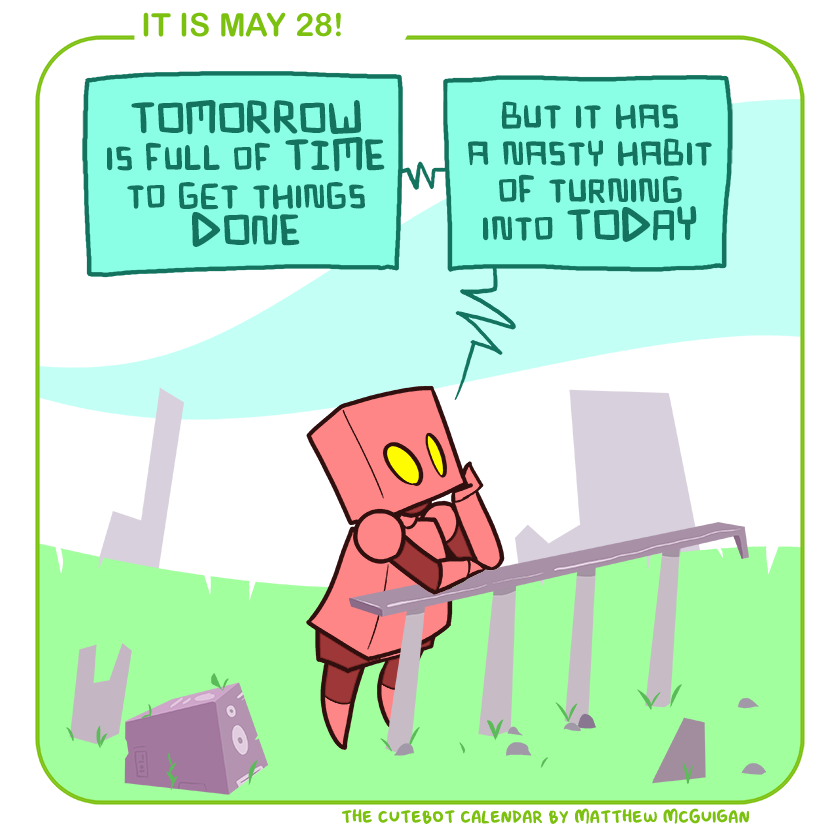 IT IS MAY 28!
TOMORROW
IS FULL OF TIME
TO GET THINGS
DONE
BUT IT HAS
A NASTY HABIT
OF TURNING
INTO TODAY
THE CUTEBOT CALENDAR BY MATTHEW MCGUIGAN